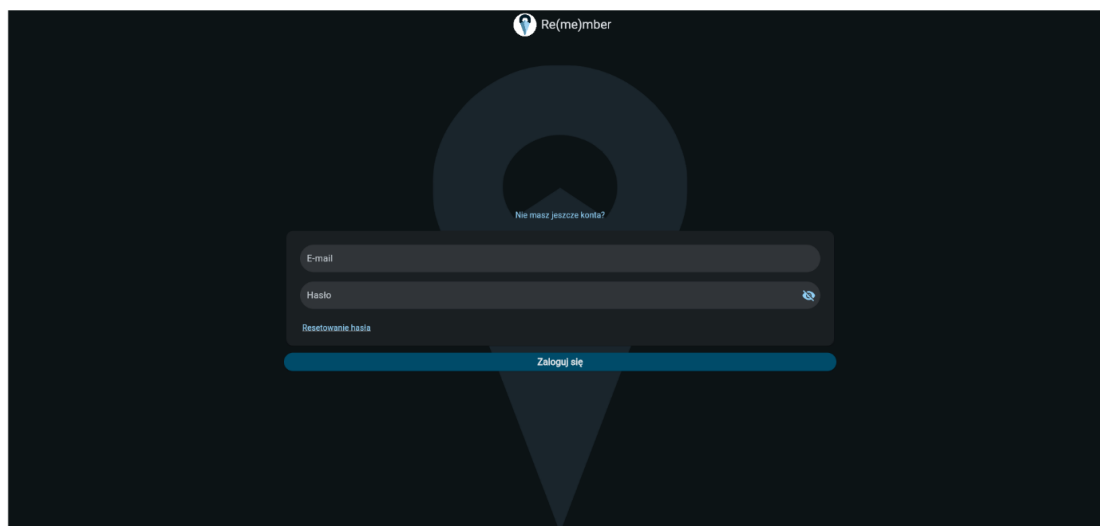 Re(me)mber
Nie masz jeszcze konta?
E-mail
Hasło
Resetowanie hasła
Zaloguj się